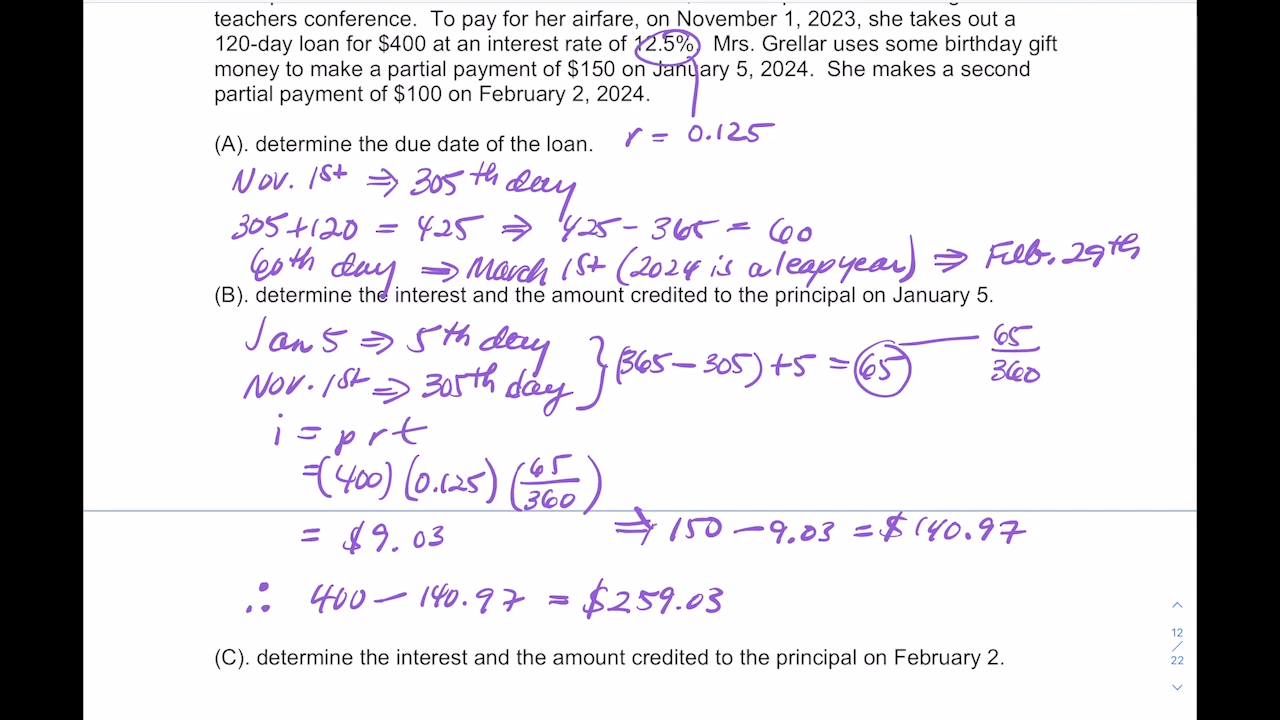 teachers conference. To pay for her airfare, on November 1, 2023, she takes out a
120-day loan for $400 at an interest rate of 12.5%. Mrs. Grellar uses some birthday gift
money to make a partial payment of $150 on January 5, 2024. She makes a second
partial payment of $100 on February 2, 2024.
(A). determine the due date of the loan. r = 0.125
Nov. 1st ⇒ 305th day
305+120 = 425 ⇒ 425 - 365 = 60
60th day ⇒ March 1st (2024 is a leap year) ⇒ Feb. 29th
(B). determine the interest and the amount credited to the principal on January 5.
Jan 5 ⇒ 5th day
Nov. 1st ⇒ 305th day } (365 - 305) + 5 = 65 65/360
i = prt
= (400) (0.125) (65/360)
= $9.03 ⇒ 150 - 9.03 = $140.97
∴ 400 - 140.97 = $259.03
(C). determine the interest and the amount credited to the principal on February 2.
12
/
22